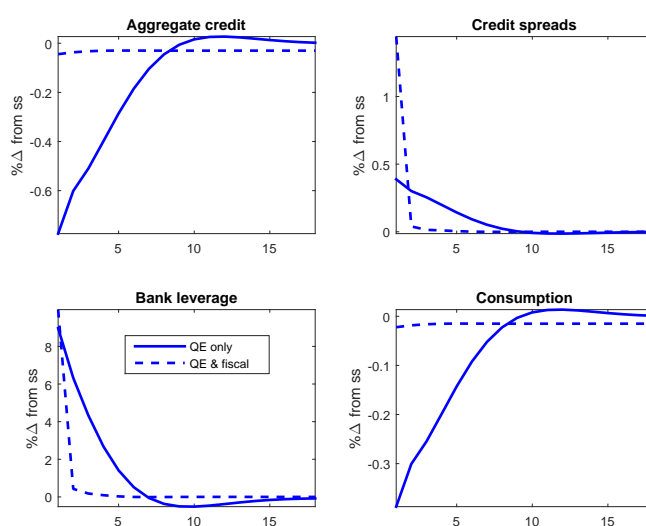 Aggregate credit
%Δ from ss
0
-0.2
-0.4
-0.6
5
10
15
Credit spreads
%Δ from ss
1
0.5
0
5
10
15
Bank leverage
%Δ from ss
8
6
4
2
0
QE only
QE & fiscal
5
10
15
Consumption
%Δ from ss
0
-0.1
-0.2
-0.3
5
10
15